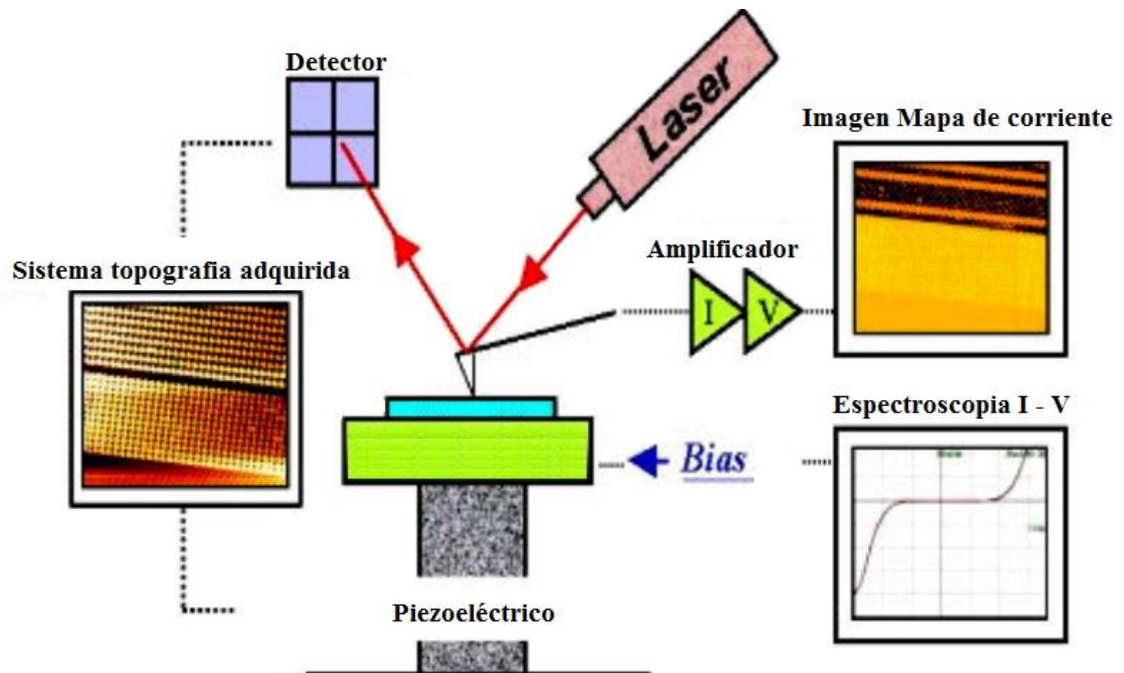 Detector
Laser
Imagen Mapa de corriente
Amplificador
I V
Sistema topografia adquirida
Espectroscopia I - V
Bias
Piezoeléctrico